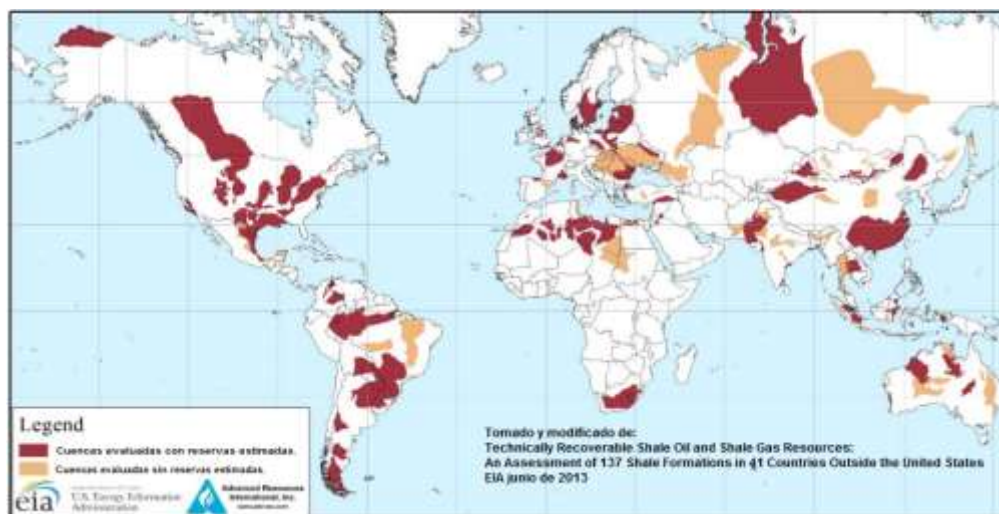 Legend
Cuencas evaluadas con reservas estimadas.
Cuencas evaluadas sin reservas estimadas.
eia
U.S. Energy Information
Administration
Advanced Resources
International, Inc.
Tomado y modificado de:
Technically Recoverable Shale Oil and Shale Gas Resources:
An Assessment of 137 Shale Formations in 41 Countries Outside the United States
EIA junio de 2013